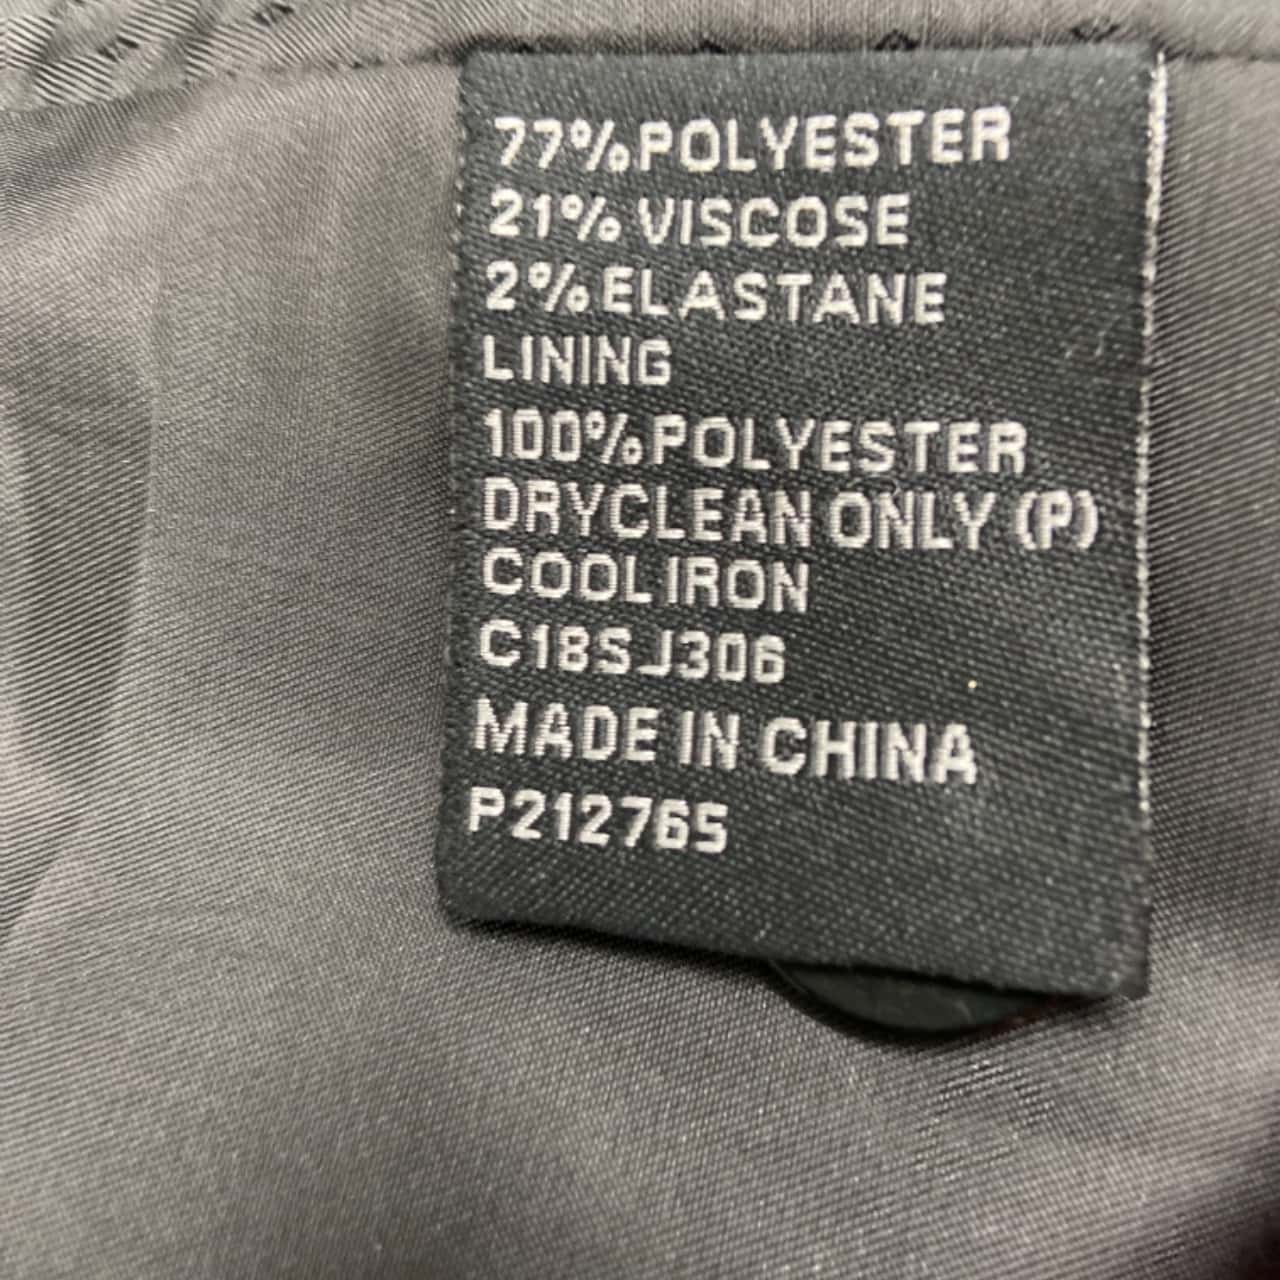 77% POLYESTER
21% VISCOSE
2% ELASTANE
LINING
100% POLYESTER
DRYCLEAN ONLY (P)
COOL IRON
C18SJ306
MADE IN CHINA
P212765